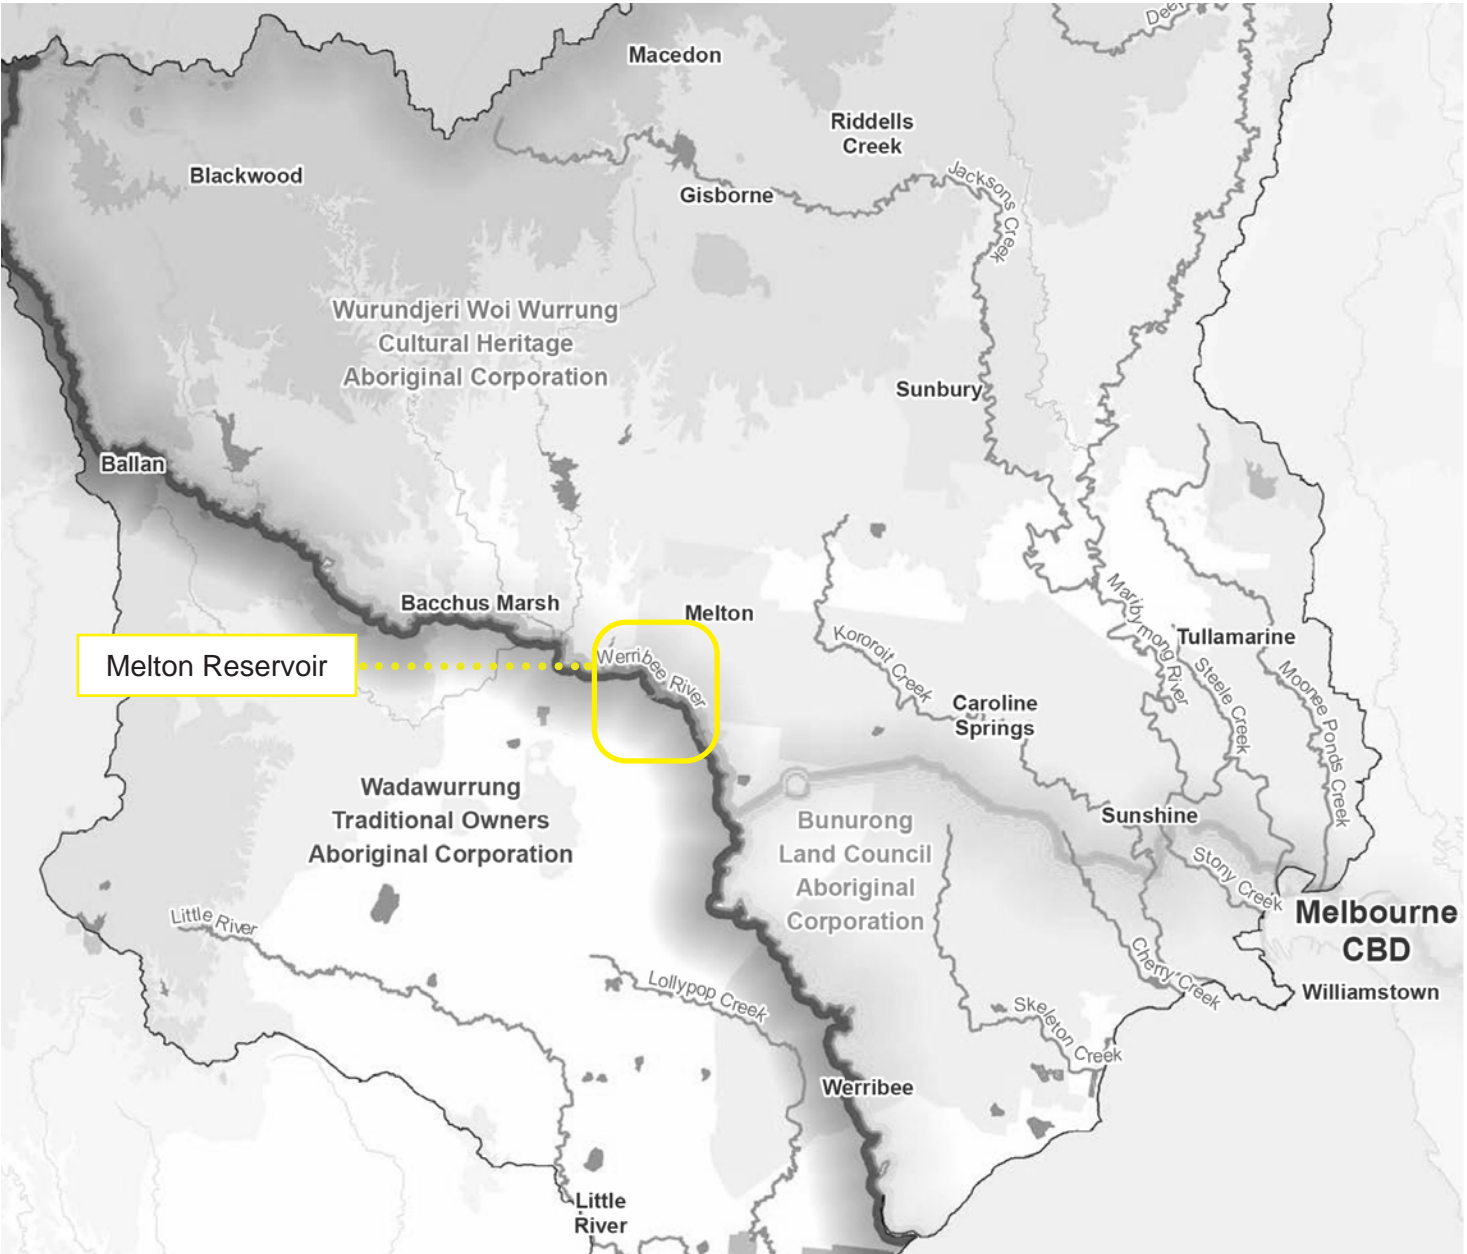 Deep
Macedon
Riddells
Creek
Blackwood
Gisborne
Jacksons Creek
Wurundjeri Woi Wurrung
Cultural Heritage
Aboriginal Corporation
Sunbury
Ballan
Bacchus Marsh
Melton
Maribyrnong River
Tullamarine
Kororoit Creek
Werribee River
Melton Reservoir
Steele Creek
Moonee Ponds Creek
Caroline
Springs
Wadawurrung
Traditional Owners
Aboriginal Corporation
Bunurong
Land Council
Aboriginal
Corporation
Sunshine
Stony Creek
Little River
Melbourne
CBD
Cherry Creek
Lollypop Creek
Williamstown
Skeleton Creek
Werribee
Little
River